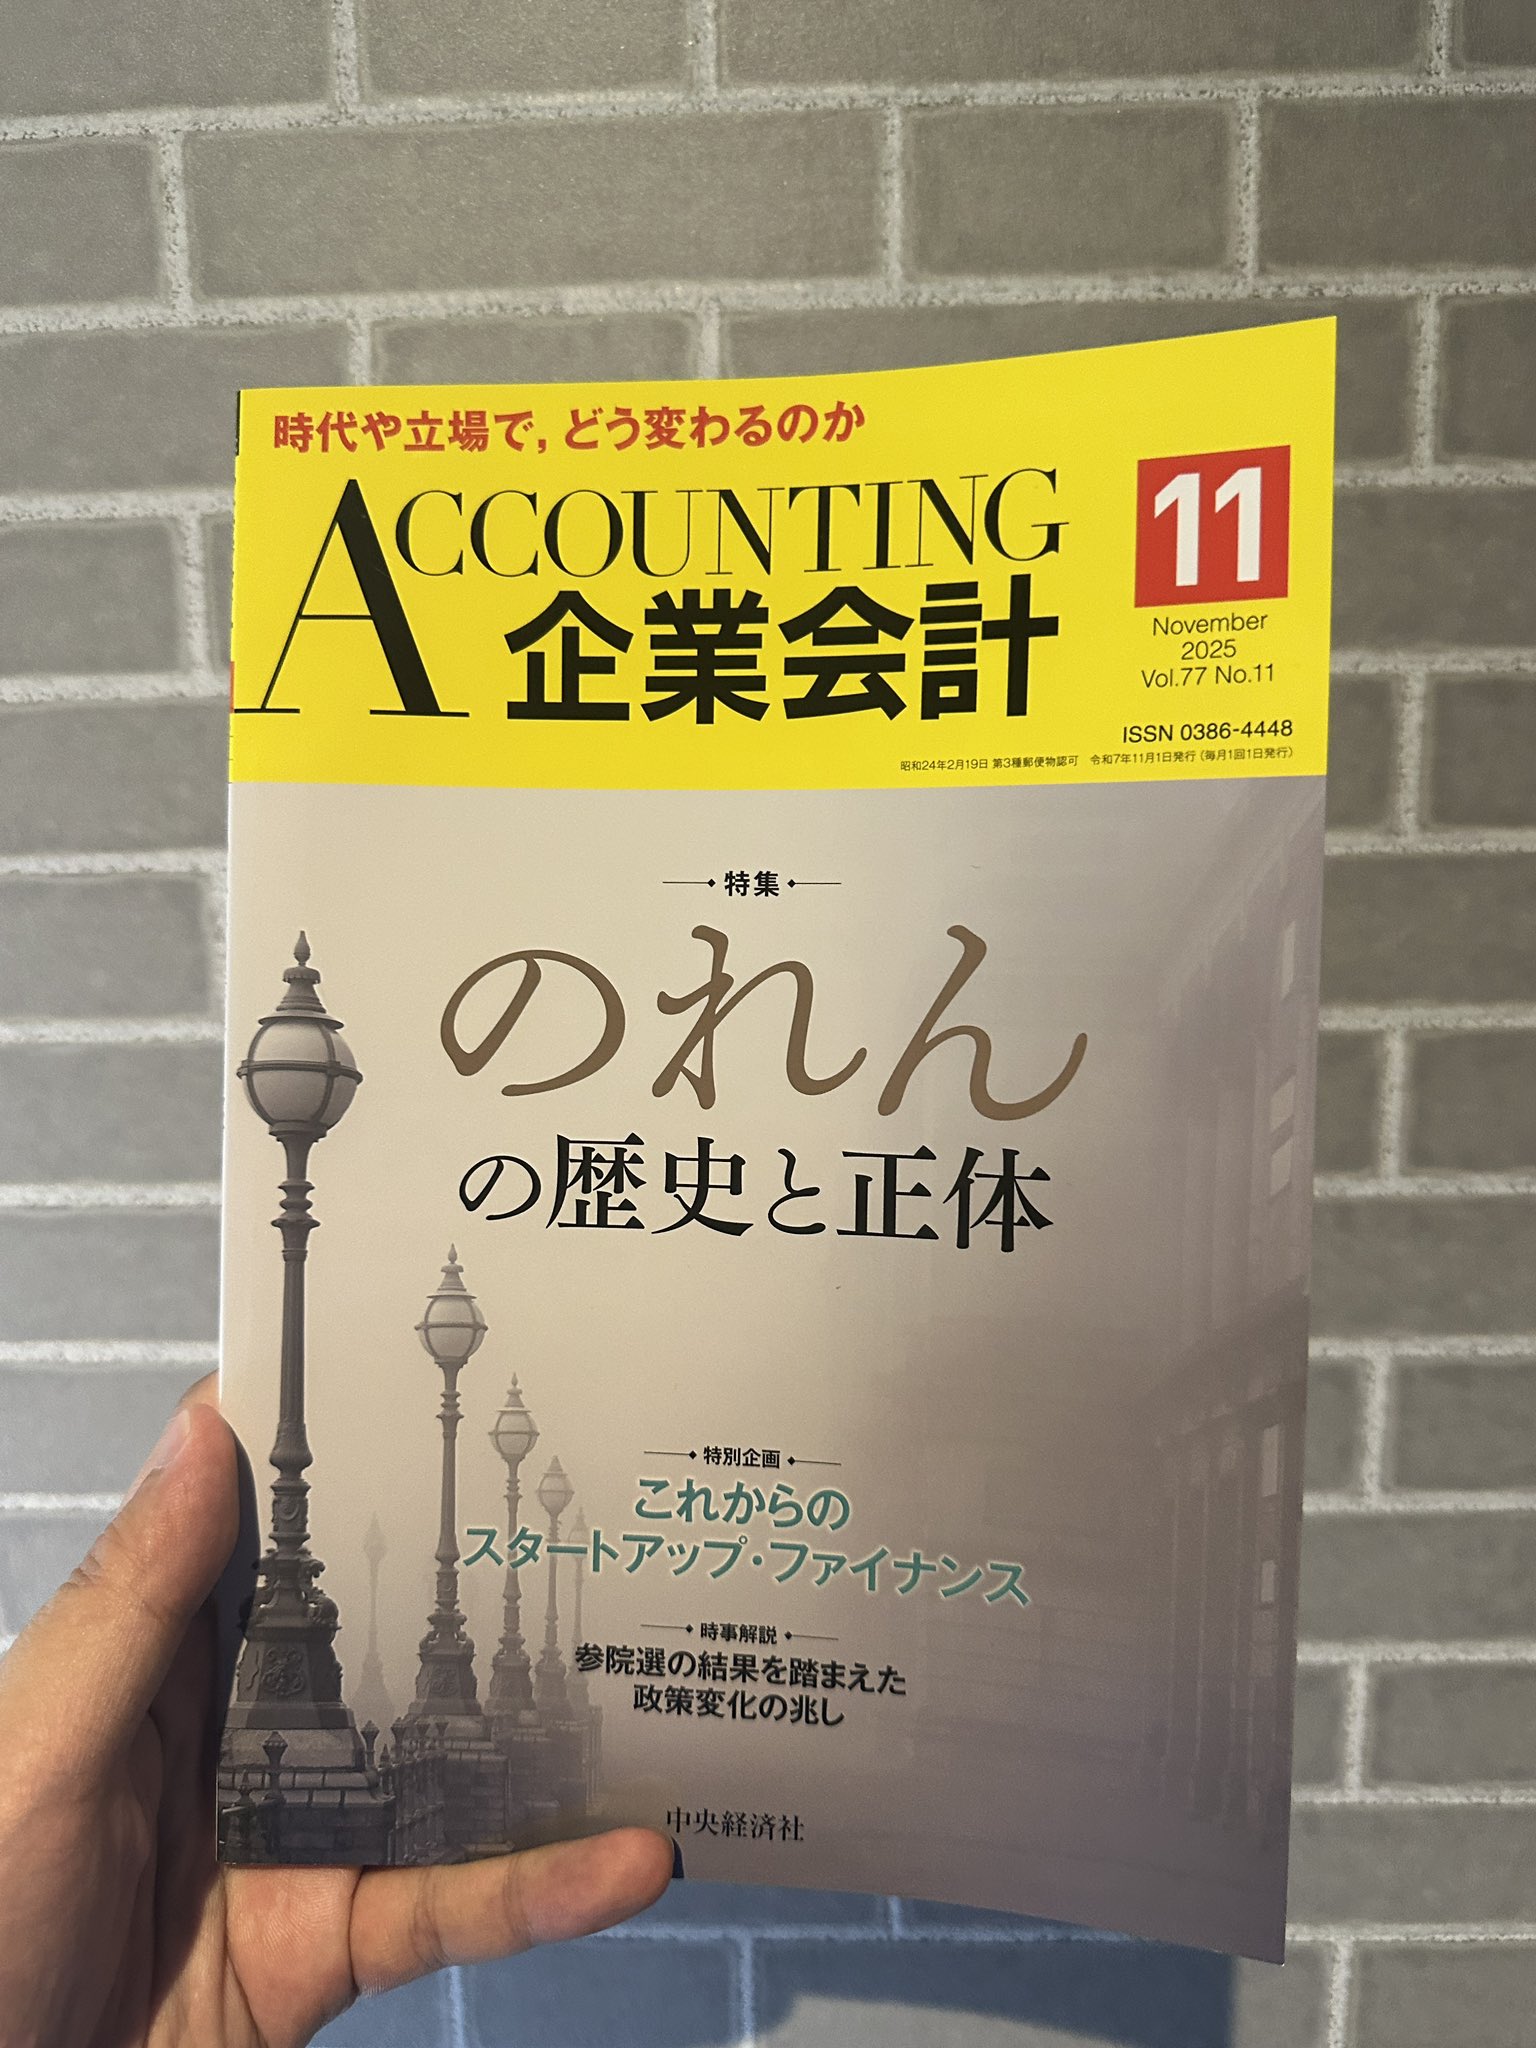 時代や立場で，どう変わるのか
ACCOUNTING
企業会計
11
November
2025
Vol.77 No.11
ISSN 0386-4448
昭和24年2月19日 第3種郵便物認可 令和7年11月1日発行（毎月1回1日発行）
特集
のれん
の歴史と正体
特別企画
これからの
スタートアップ・ファイナンス
時事解説
参院選の結果を踏まえた
政策変化の兆し
中央経済社